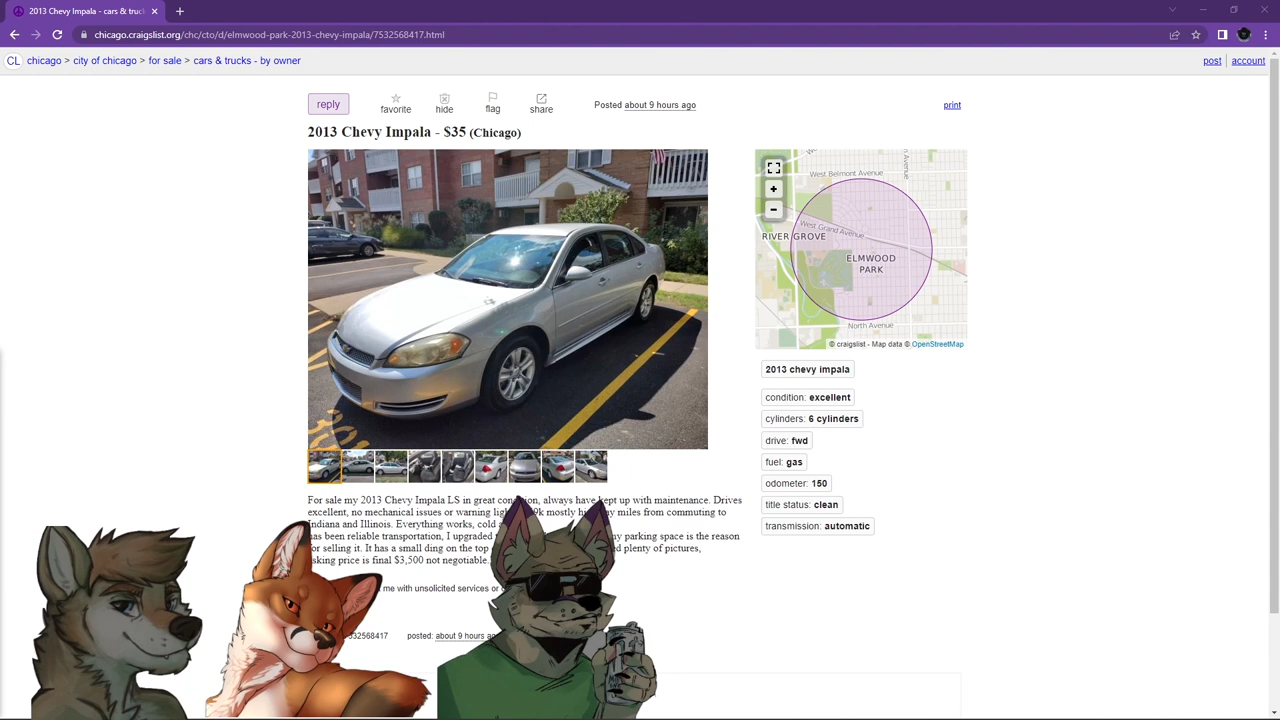 2013 Chevy Impala - cars & truck
chicago.craigslist.org/chc/cto/d/elmwood-park-2013-chevy-impala/7532568417.html
CL chicago > city of chicago > for sale > cars & trucks - by owner
post account
reply
favorite
hide
flag
share
Posted about 9 hours ago
print
2013 Chevy Impala - $35 (Chicago)
West Belmont Avenue
Avenue
+
−
West Grand Avenue
RIVER GROVE
ELMWOOD
PARK
North Avenue
© craigslist - Map data © OpenStreetMap
2013 chevy impala
condition: excellent
cylinders: 6 cylinders
drive: fwd
fuel: gas
odometer: 150
title status: clean
transmission: automatic
For sale my 2013 Chevy Impala LS in great have kept up with maintenance. Drives
excellent, no mechanical issues or warning miles from commuting to
Indiana and Illinois. Everything works, cold
has been reliable transportation, I upgraded parking space is the reason
for selling it. It has a small ding on the top plenty of pictures,
asking price is final $3,500 not negotiable.
me with unsolicited services or
532568417
posted: about 9 hours